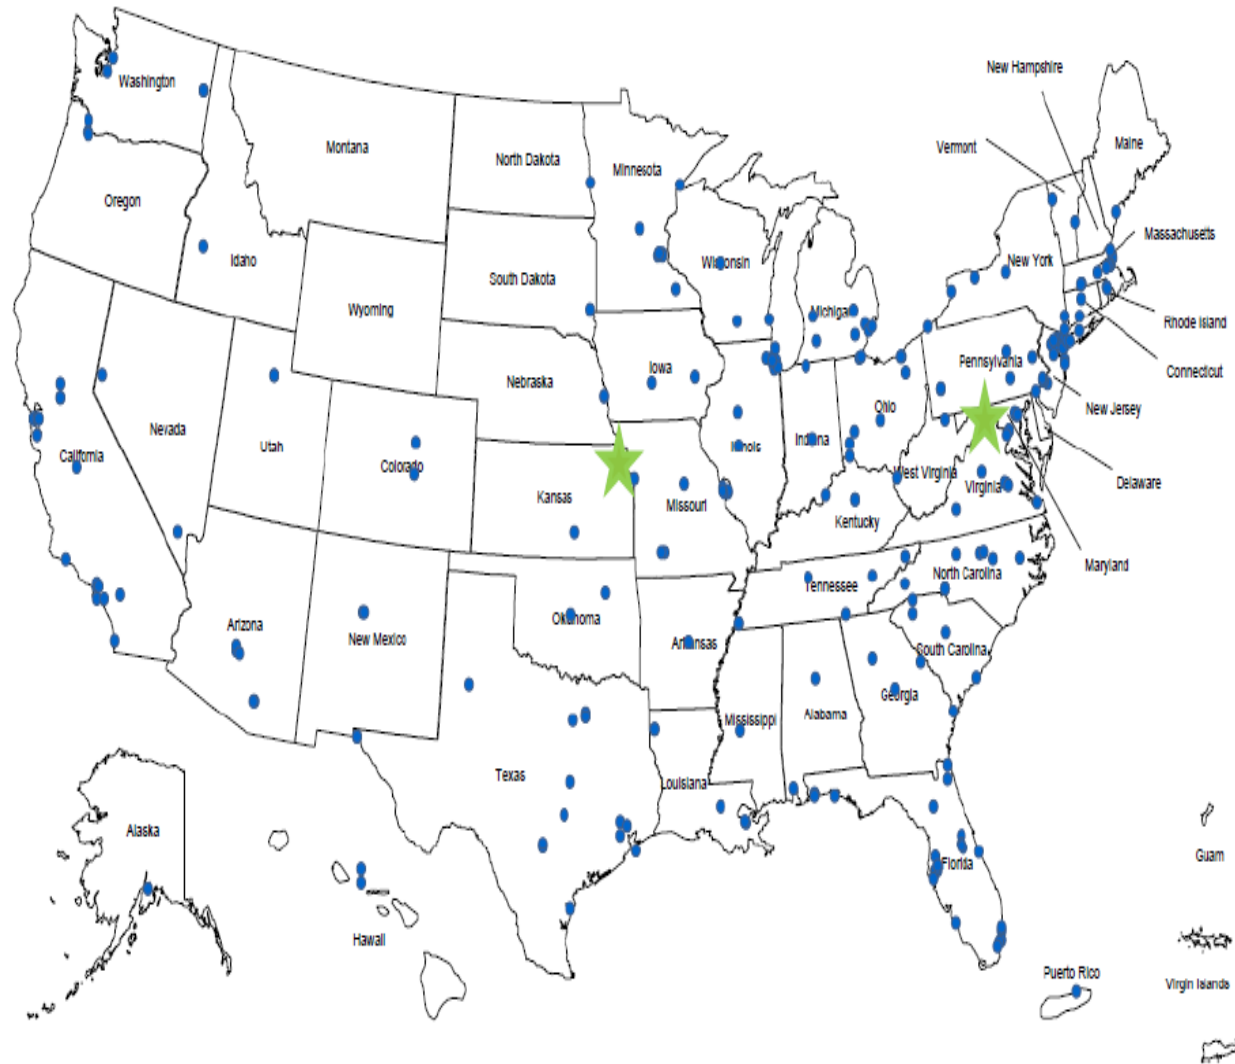 New Hampshire
Washington
Vermont
Maine
Montana
North Dakota
Minnesota
Oregon
Massachusetts
Idaho
Wisconsin
New York
South Dakota
Wyoming
Michigan
Rhode Island
Pennsylvania
Iowa
Connecticut
Nebraska
New Jersey
Ohio
Nevada
Utah
Illinois
Indiana
California
Colorado
West Virginia
Delaware
Virginia
Kansas
Missouri
Kentucky
Maryland
North Carolina
Tennessee
Oklahoma
Arizona
New Mexico
Arkansas
South Carolina
Georgia
Mississippi
Alabama
Texas
Louisiana
Alaska
Guam
Florida
Hawaii
Puerto Rico
Virgin Islands